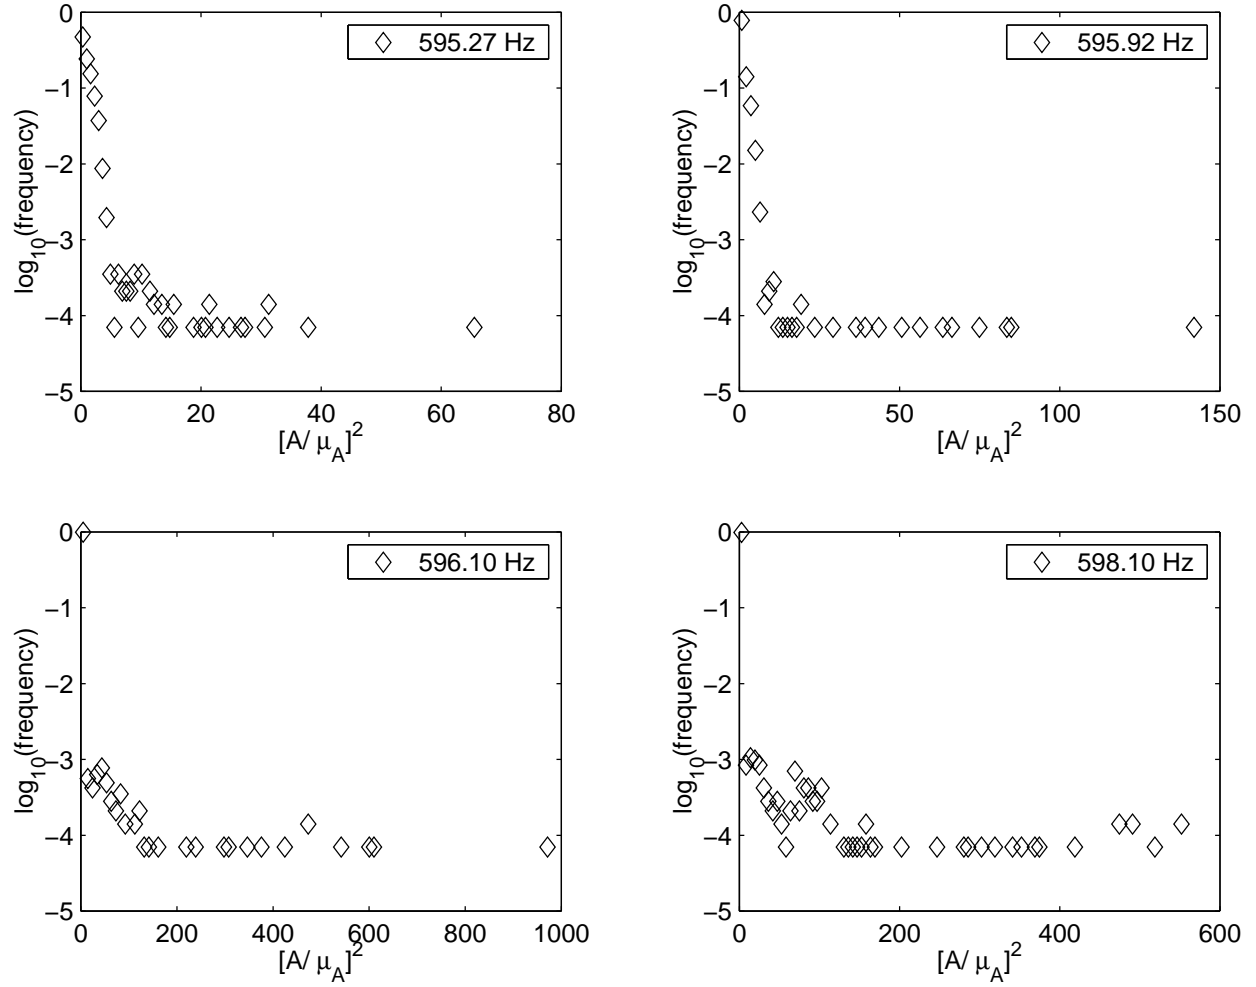 0
−1
−2
−3
−4
−5
0 20 40 60 80
log10(frequency)
[A/ μA]2
595.27 Hz
0
−1
−2
−3
−4
−5
0 50 100 150
log10(frequency)
[A/ μA]2
595.92 Hz
0
−1
−2
−3
−4
−5
0 200 400 600 800 1000
log10(frequency)
[A/ μA]2
596.10 Hz
0
−1
−2
−3
−4
−5
0 200 400 600
log10(frequency)
[A/ μA]2
598.10 Hz